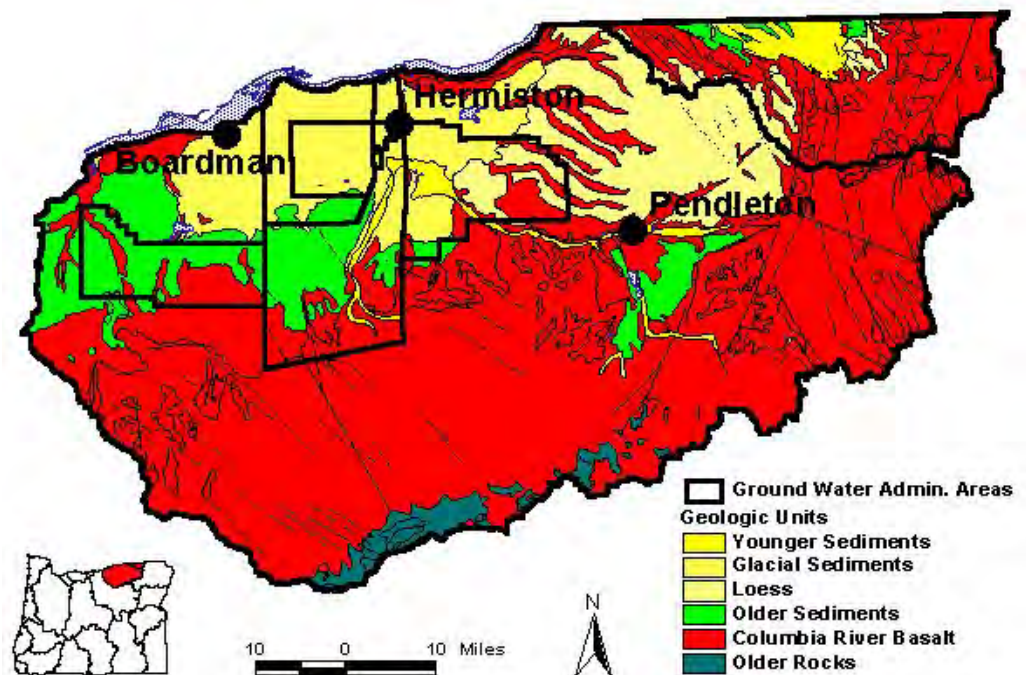 Hermiston
Boardman
Pendleton
Ground Water Admin. Areas
Geologic Units
Younger Sediments
Glacial Sediments
Loess
Older Sediments
Columbia River Basalt
Older Rocks
N
10 0 10 Miles